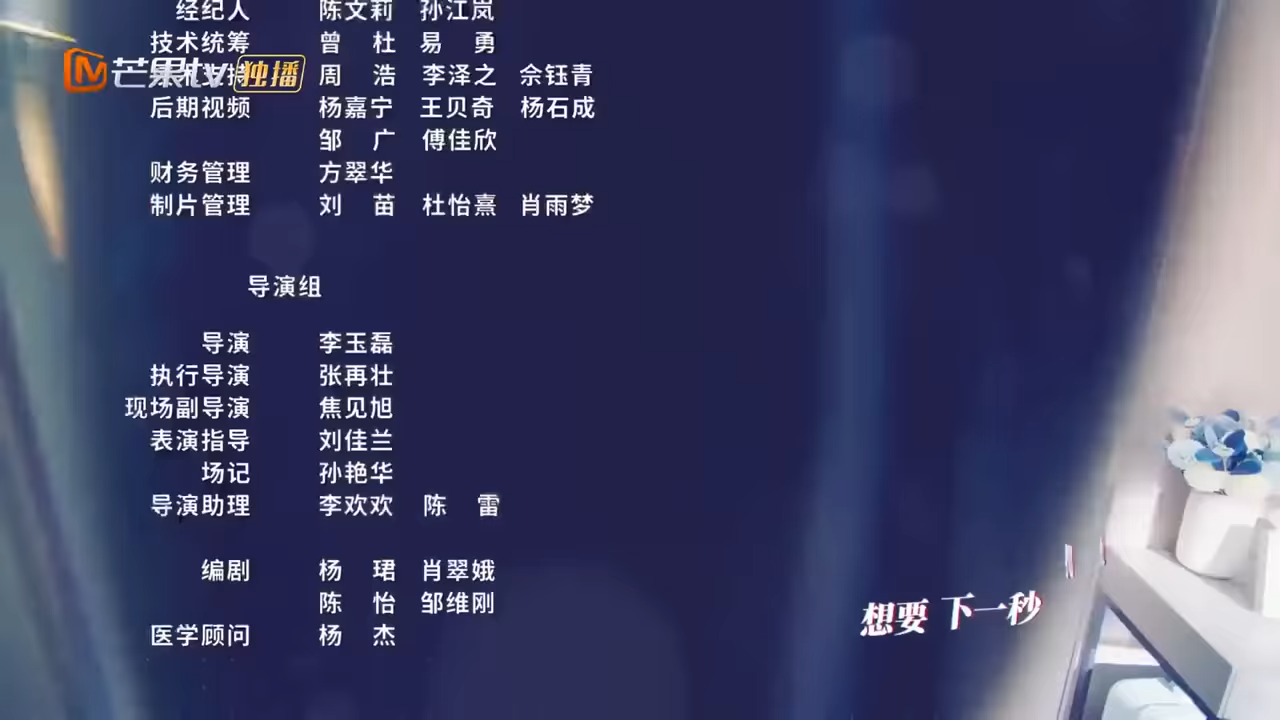 经纪人 陈文莉 孙江岚
技术统筹 曾杜 易勇
芒果tv 独播
周浩 李泽之 佘钰青
后期视频 杨嘉宁 王贝奇 杨石成
邹广 傅佳欣
财务管理 方翠华
制片管理 刘苗 杜怡熹 肖雨梦
导演组
导演 李玉磊
执行导演 张再壮
现场副导演 焦见旭
表演指导 刘佳兰
场记 孙艳华
导演助理 李欢欢 陈雷
编剧 杨珺 肖翠娥
陈怡 邹维刚
医学顾问 杨杰
想要 下一秒